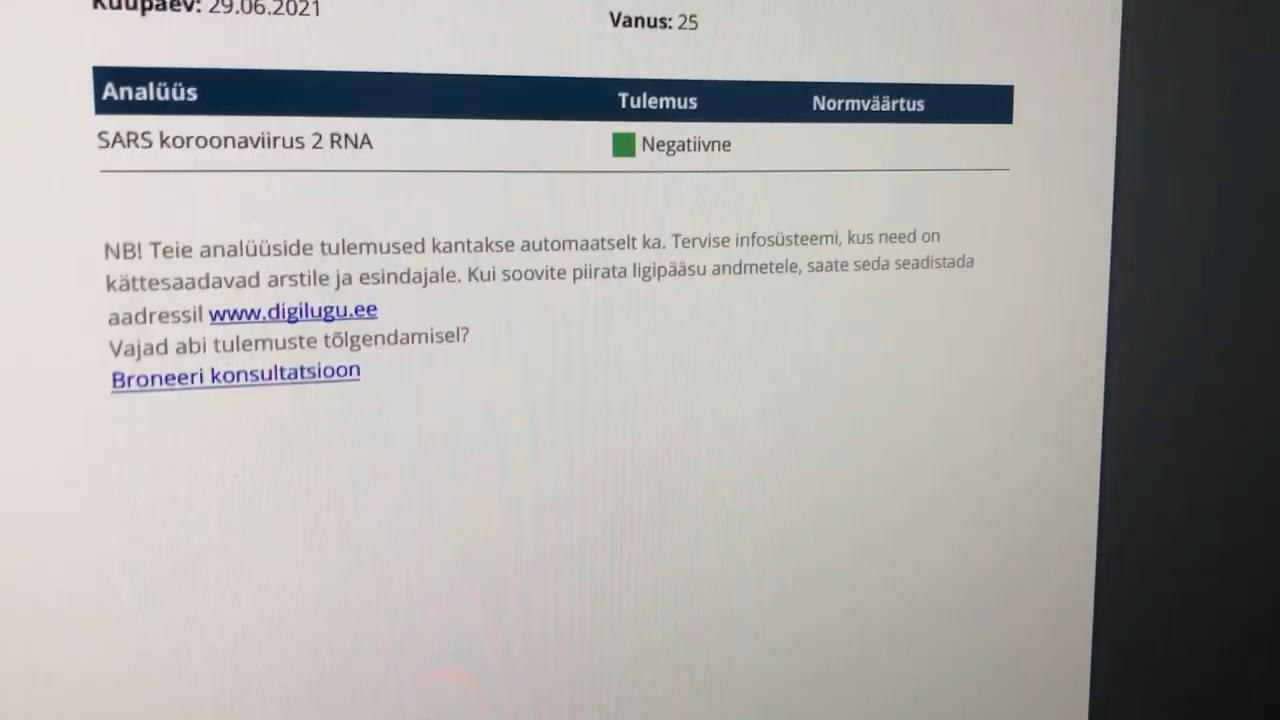 Kuupäev: 29.06.2021
Vanus: 25
Analüüs Tulemus Normväärtus
SARS koroonaviirus 2 RNA Negatiivne
NB! Teie analüüside tulemused kantakse automaatselt ka. Tervise infosüsteemi, kus need on
kättesaadavad arstile ja esindajale. Kui soovite piirata ligipääsu andmetele, saate seda seadistada
aadressil www.digilugu.ee
Vajad abi tulemuste tõlgendamisel?
Broneeri konsultatsioon